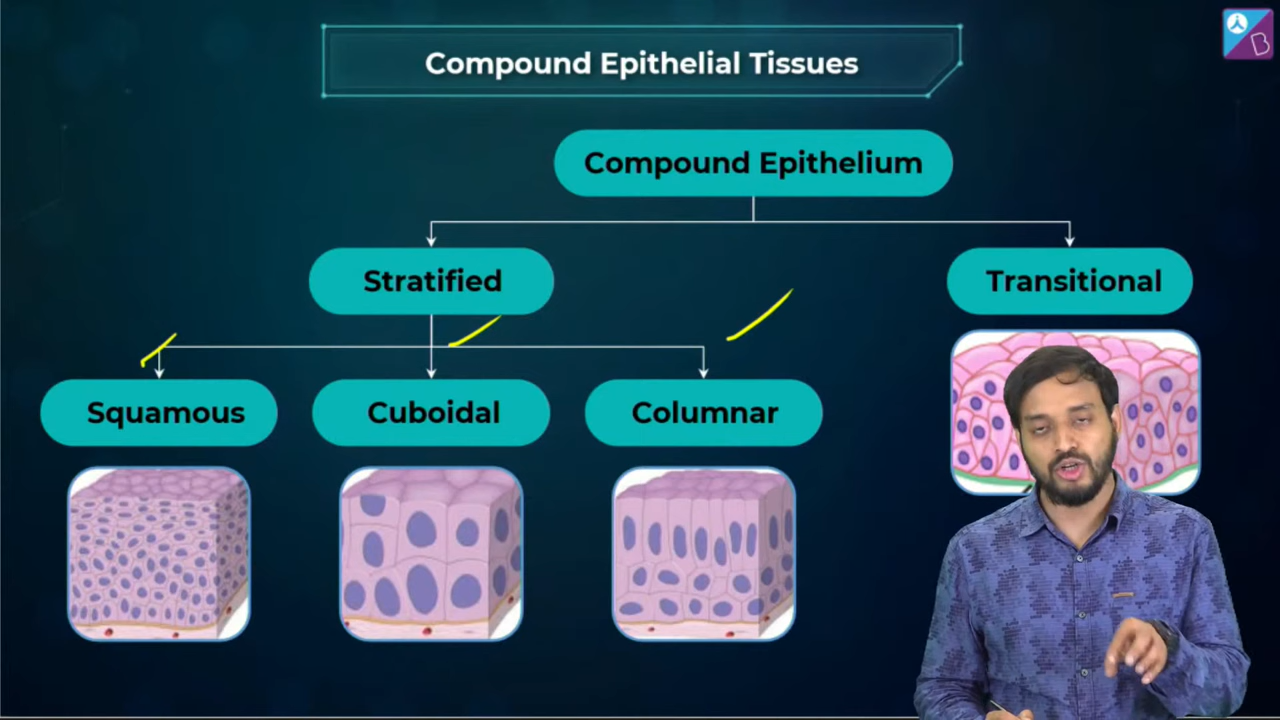 Compound Epithelial Tissues
Compound Epithelium
Stratified
Transitional
Squamous
Cuboidal
Columnar
B